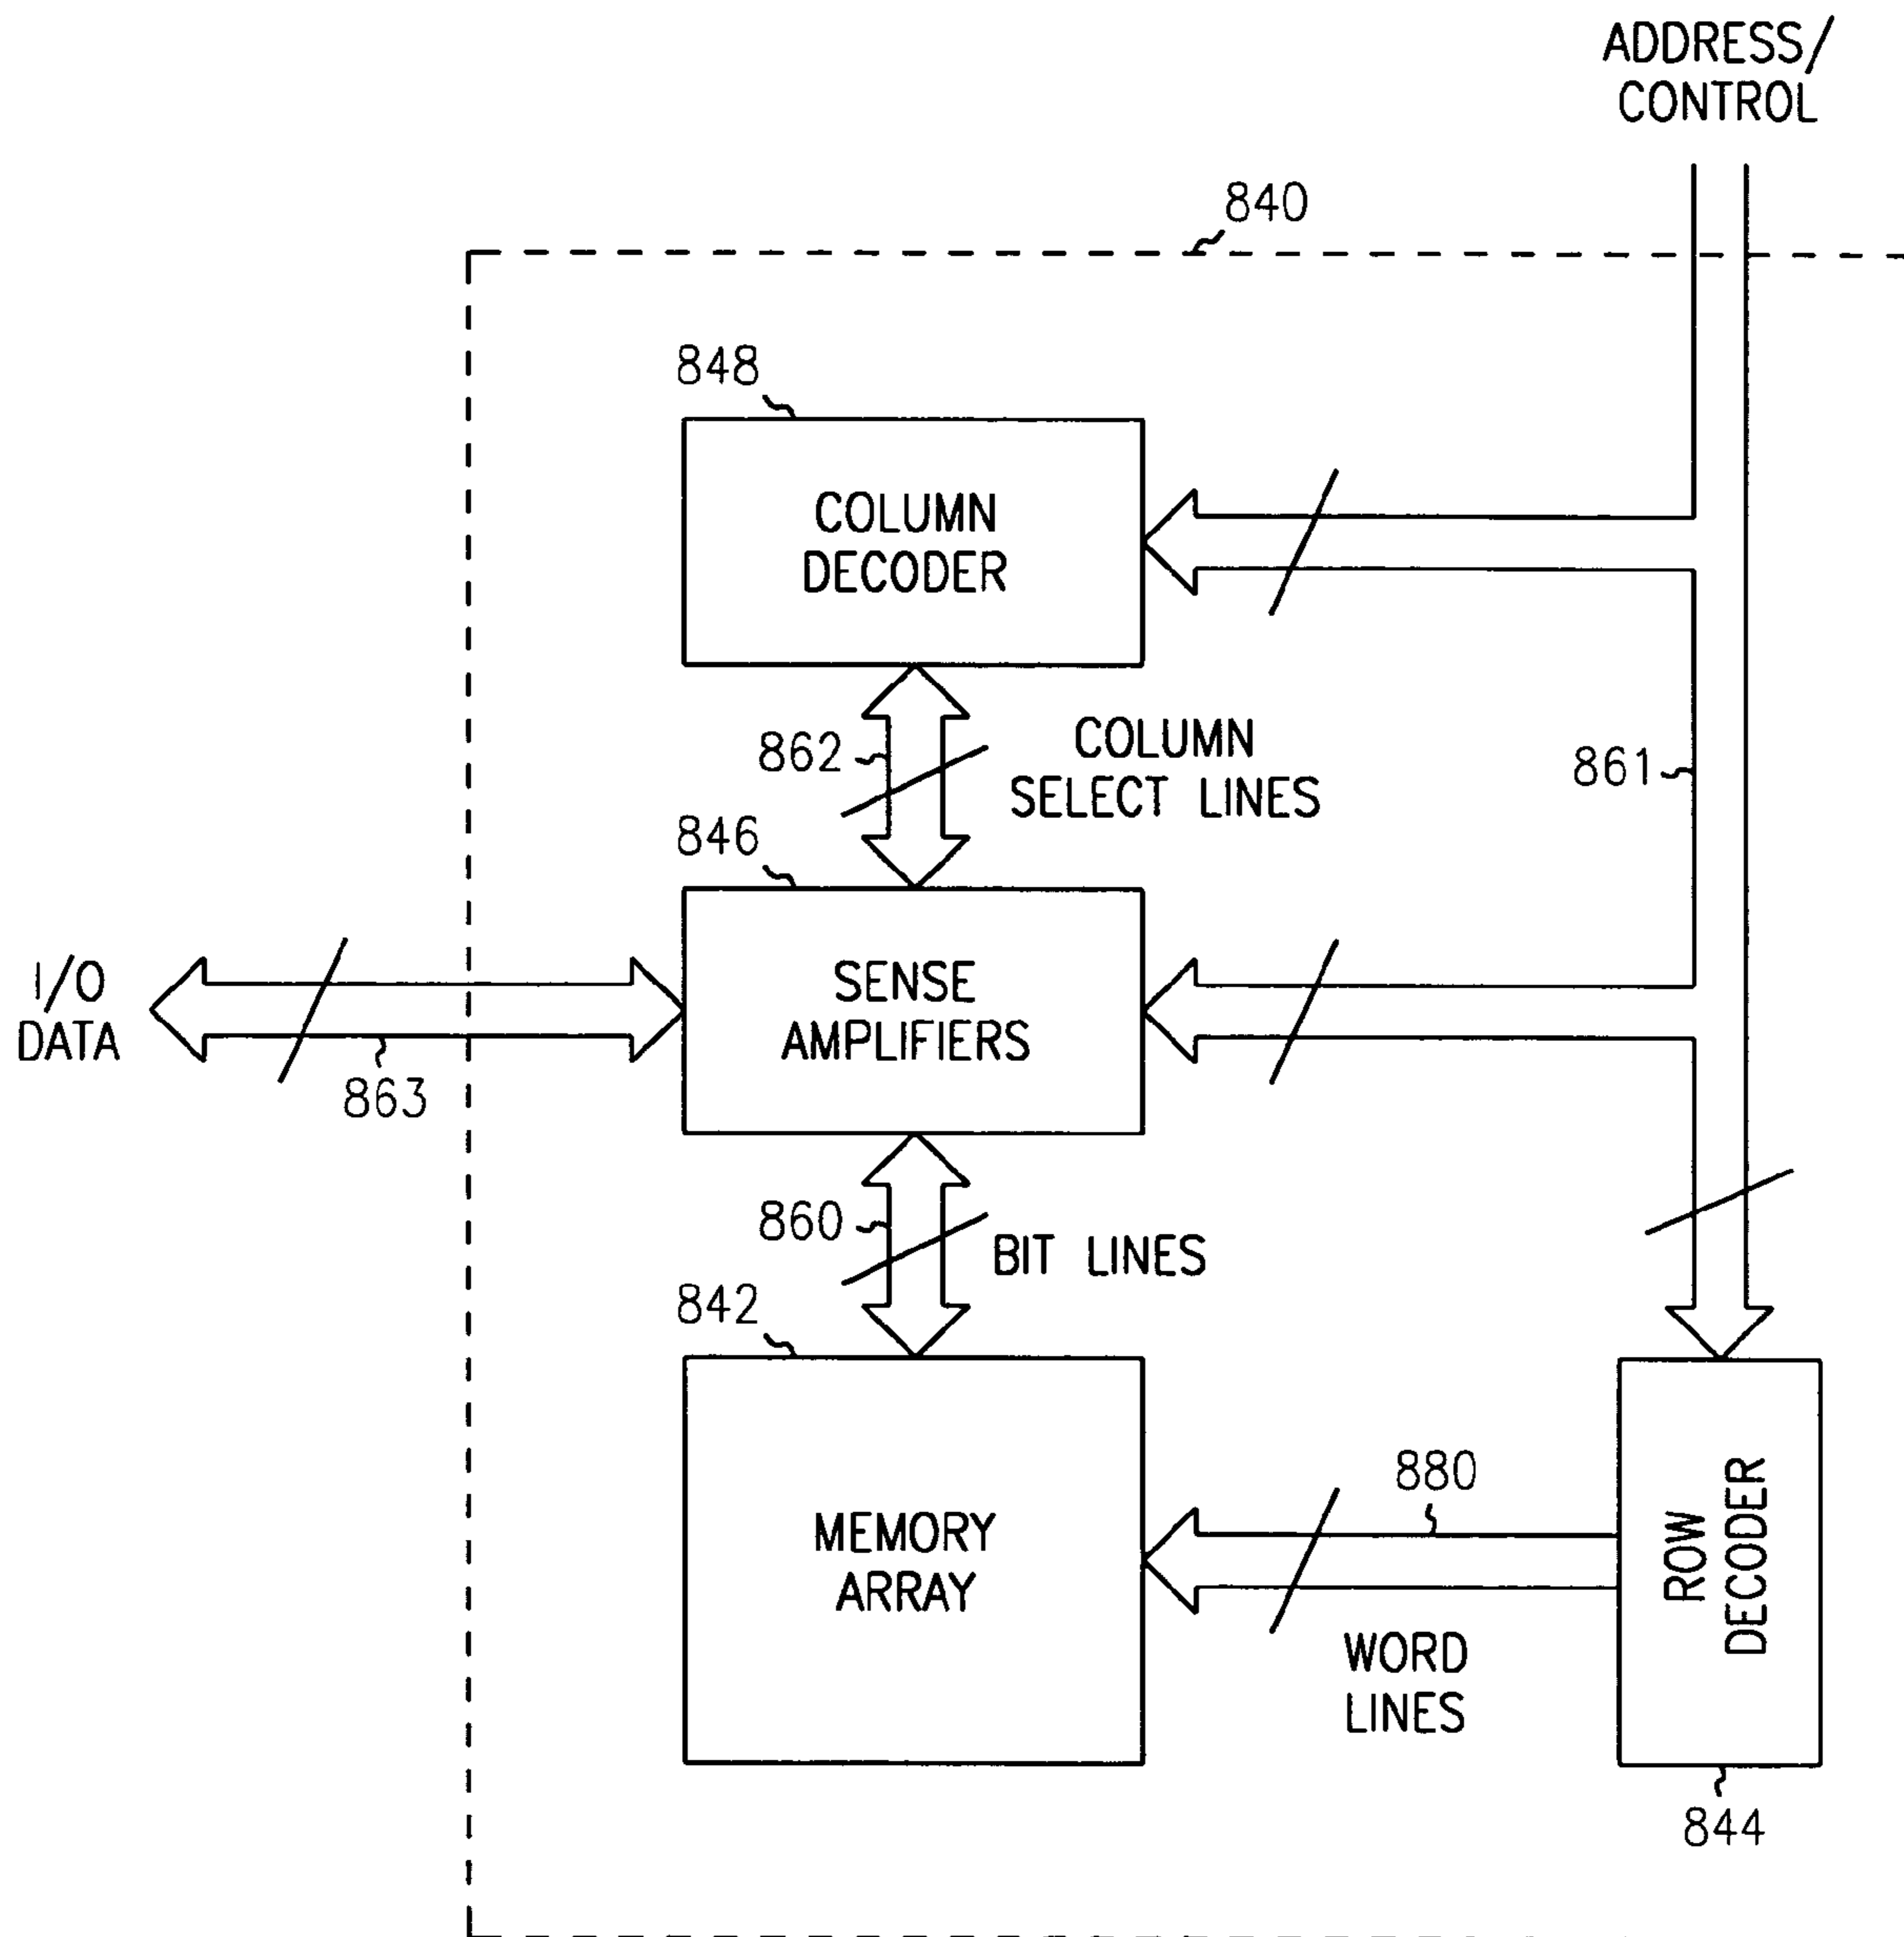 ADDRESS/
CONTROL
840
848
COLUMN
DECODER
862
COLUMN
SELECT LINES
861
846
I/O
DATA
SENSE
AMPLIFIERS
863
860
BIT LINES
842
MEMORY
ARRAY
880
ROW
DECODER
WORD
LINES
844